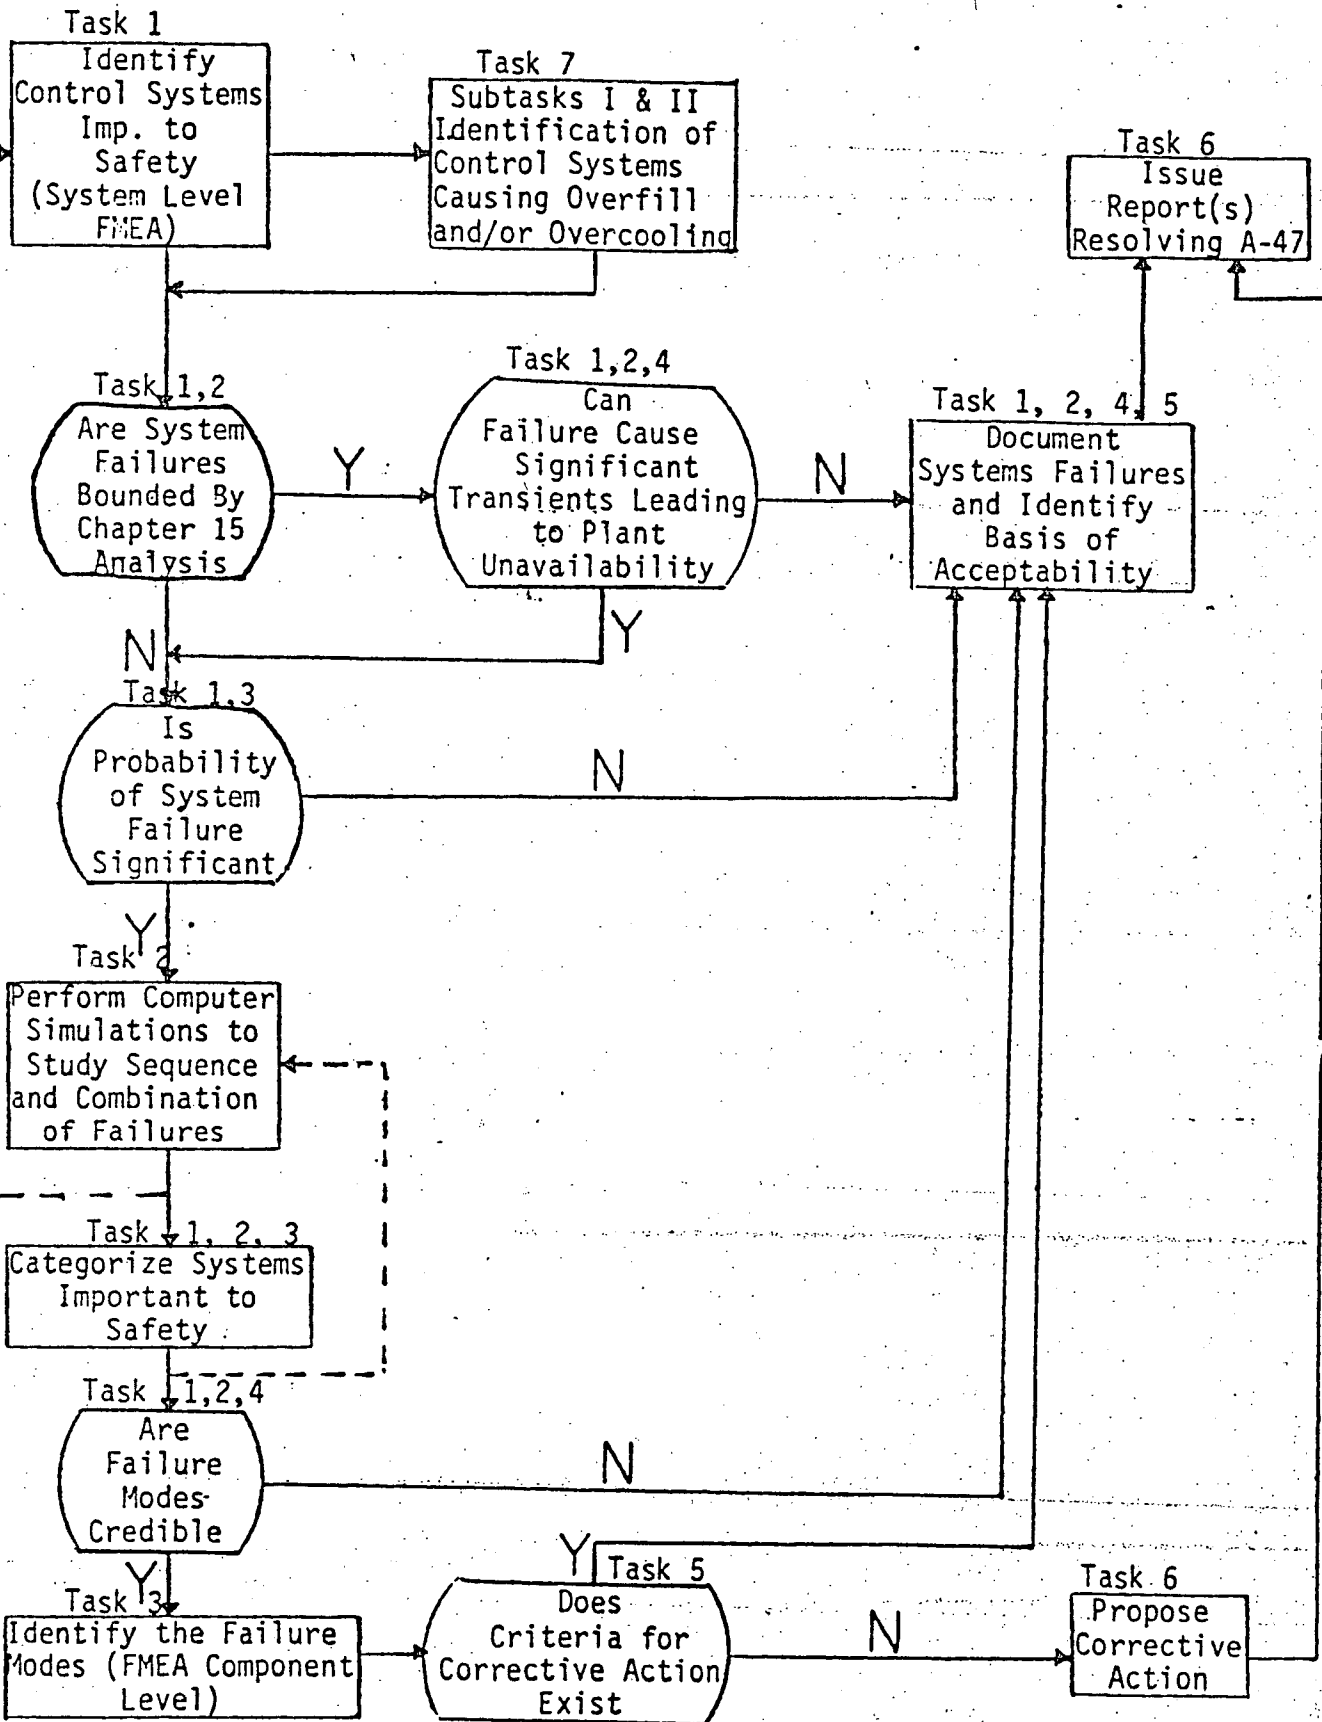 Task 1
Identify
Control Systems
Imp. to
Safety
(System Level
FMEA)
Task 7
Subtasks I & II
Identification of
Control Systems
Causing Overfill
and/or Overcooling
Task 6
Issue
Report(s)
Resolving A-47
Task 1,2
Are System
Failures
Bounded By
Chapter 15
Analysis
Y
N
Task 1,2,4
Can
Failure Cause
Significant
Transients Leading
to Plant
Unavailability
N
Y
Task 1, 2, 4, 5
Document
Systems Failures
and Identify
Basis of
Acceptability
Task 1,3
Is
Probability
of System
Failure
Significant
N
Y
Task 2
Perform Computer
Simulations to
Study Sequence
and Combination
of Failures
Task 1, 2, 3
Categorize Systems
Important to
Safety
Task 1,2,4
Are
Failure
Modes
Credible
N
Y
Task 3
Identify the Failure
Modes (FMEA Component
Level)
Y
Task 5
Does
Criteria for
Corrective Action
Exist
N
Task 6
Propose
Corrective
Action